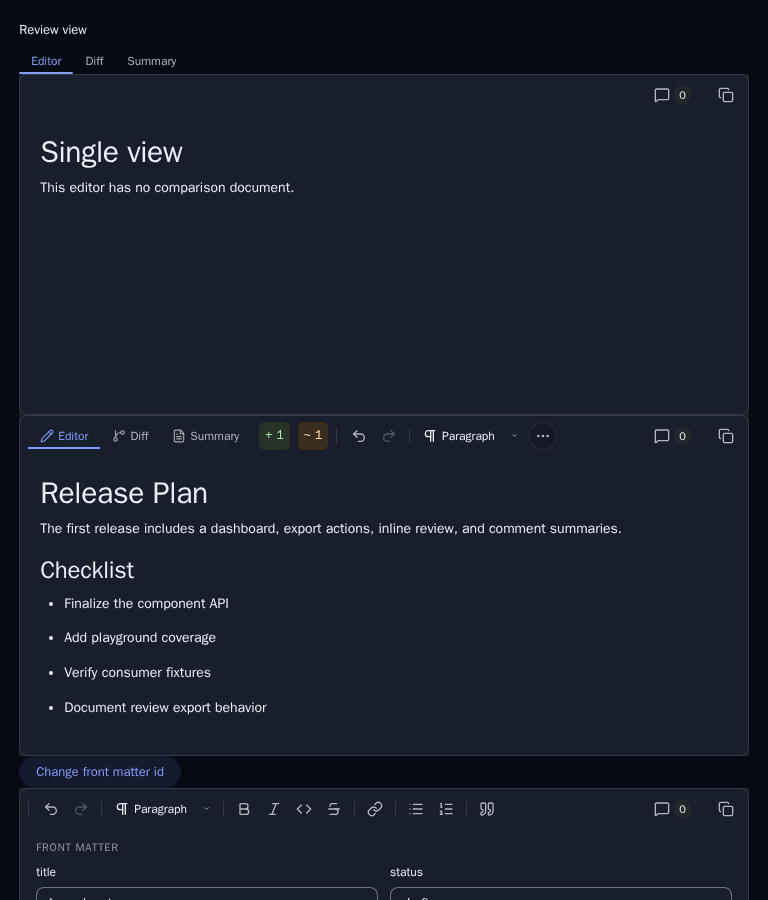 Review view
Editor Diff Summary
0
Single view
This editor has no comparison document.
Editor Diff Summary + 1 ~ 1 Paragraph 0
Release Plan
The first release includes a dashboard, export actions, inline review, and comment summaries.
Checklist
• Finalize the component API
• Add playground coverage
• Verify consumer fixtures
• Document review export behavior
Change front matter id
Paragraph 0
FRONT MATTER
title status